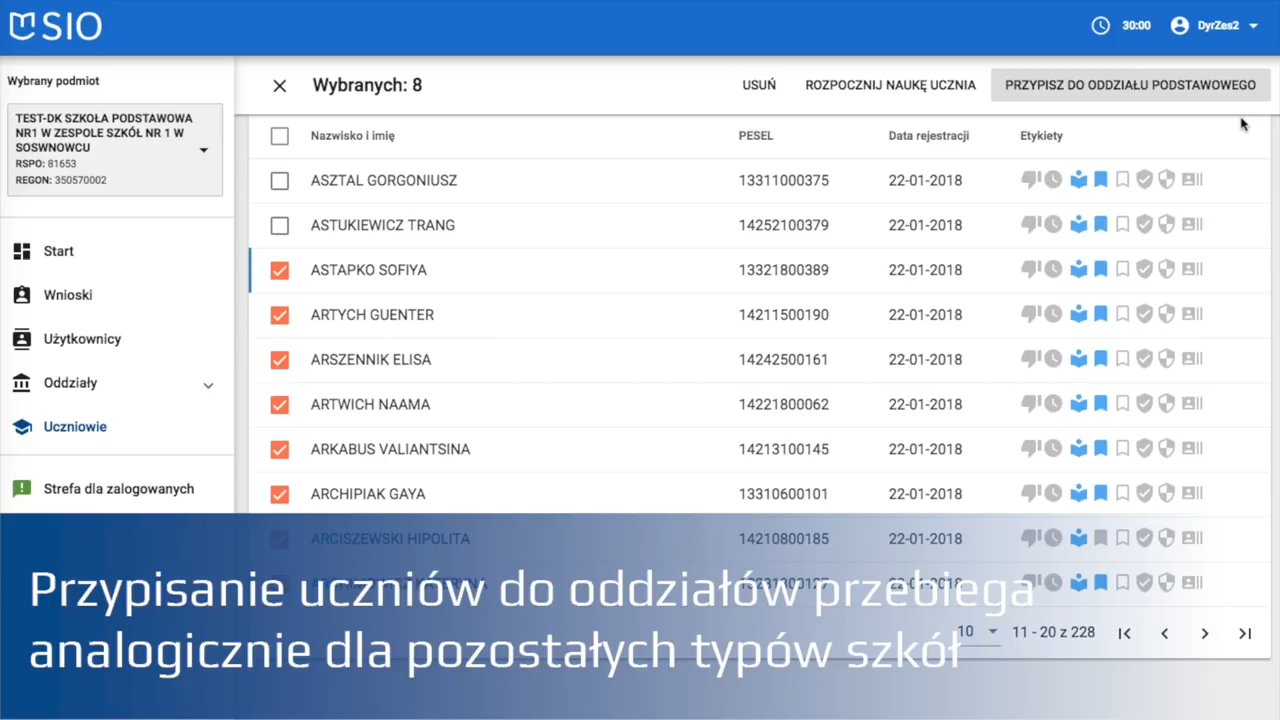 SIO
30:00
DyrZes2
Wybrany podmiot
TEST-DK SZKOŁA PODSTAWOWA
NR1 W ZESPOLE SZKÓŁ NR 1 W
SOSWNOWCU
RSPO: 81653
REGON: 350570002
Start
Wnioski
Użytkownicy
Oddziały
Uczniowie
Strefa dla zalogowanych
Wybranych: 8
USUŃ
ROZPOCZNIJ NAUKĘ UCZNIA
PRZYPISZ DO ODDZIAŁU PODSTAWOWEGO
Nazwisko i imię PESEL Data rejestracji Etykiety
ASZTAL GORGONIUSZ 13311000375 22-01-2018
ASTUKIEWICZ TRANG 14252100379 22-01-2018
ASTAPKO SOFIYA 13321800389 22-01-2018
ARTYCH GUENTER 14211500190 22-01-2018
ARSZENNIK ELISA 14242500161 22-01-2018
ARTWICH NAAMA 14221800062 22-01-2018
ARKABUS VALIANTSINA 14213100145 22-01-2018
ARCHIPIAK GAYA 13310600101 22-01-2018
ARCISZEWSKI HIPOLITA 14210800185 22-01-2018
Przypisanie uczniów do oddziałów przebiega
analogicznie dla pozostałych typów szkół
10 11 - 20 z 228